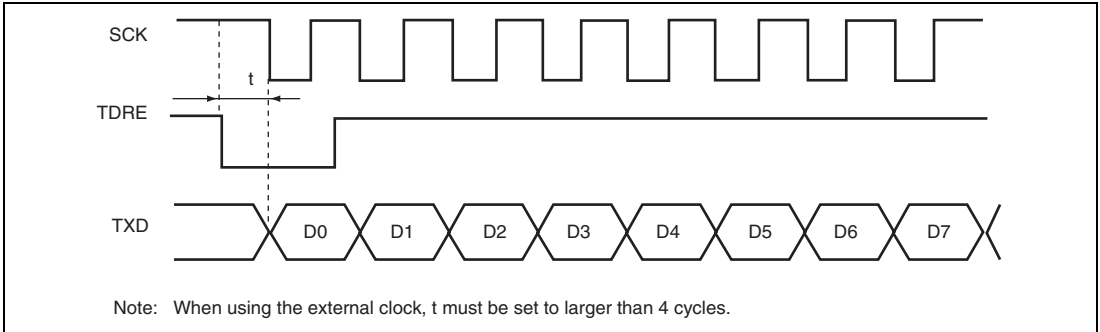 SCK
t
TDRE
TXD D0 D1 D2 D3 D4 D5 D6 D7
Note: When using the external clock, t must be set to larger than 4 cycles.